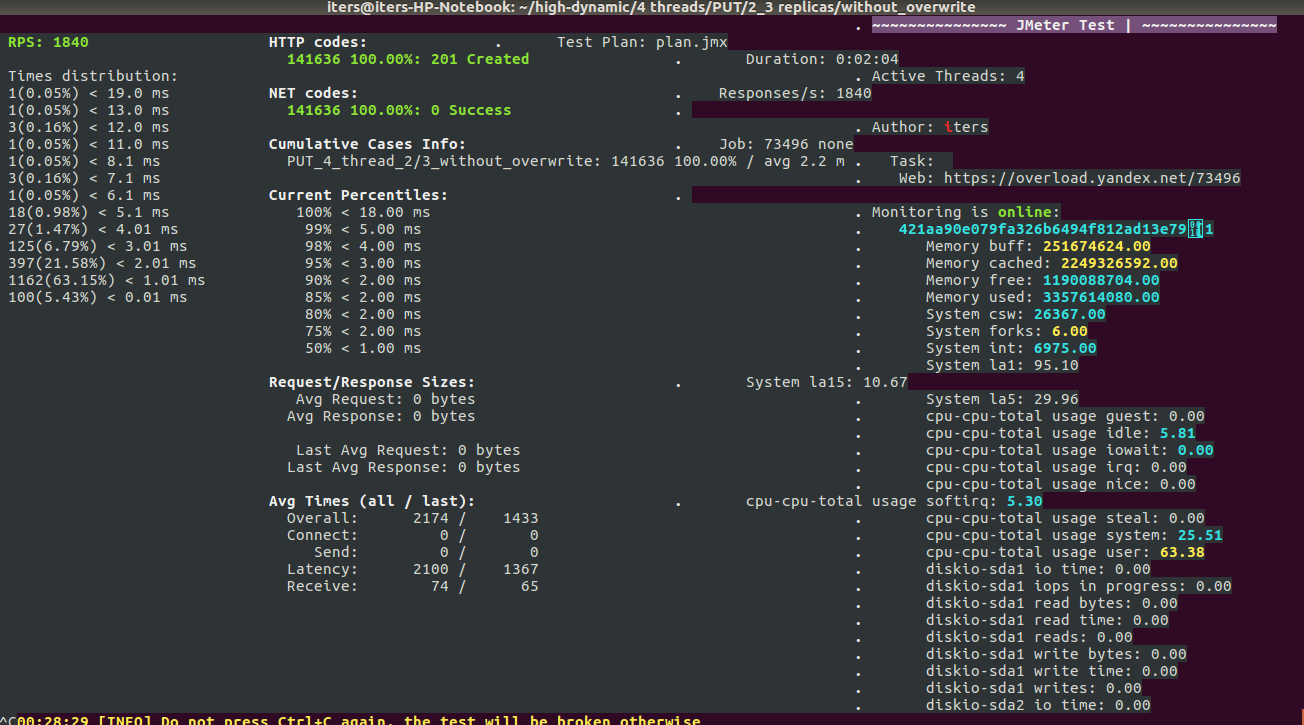 iters@iters-HP-Notebook: ~/high-dynamic/4 threads/PUT/2_3 replicas/without_overwrite
. ~~~~~~~~~~~~~~~ JMeter Test | ~~~~~~~~~~~~~~~
RPS: 1840 HTTP codes: . Test Plan: plan.jmx
141636 100.00%: 201 Created . Duration: 0:02:04
Times distribution: . Active Threads: 4
1(0.05%) < 19.0 ms NET codes: . Responses/s: 1840
1(0.05%) < 13.0 ms 141636 100.00%: 0 Success .
3(0.16%) < 12.0 ms . Author: iters
1(0.05%) < 11.0 ms Cumulative Cases Info: . Job: 73496 none
1(0.05%) < 8.1 ms PUT_4_thread_2/3_without_overwrite: 141636 100.00% / avg 2.2 m . Task:
3(0.16%) < 7.1 ms . Web: https://overload.yandex.net/73496
1(0.05%) < 6.1 ms Current Percentiles: .
18(0.98%) < 5.1 ms 100% < 18.00 ms . Monitoring is online:
27(1.47%) < 4.01 ms 99% < 5.00 ms . 421aa90e079fa326b6494f812ad13e79 1
125(6.79%) < 3.01 ms 98% < 4.00 ms . Memory buff: 251674624.00
397(21.58%) < 2.01 ms 95% < 3.00 ms . Memory cached: 2249326592.00
1162(63.15%) < 1.01 ms 90% < 2.00 ms . Memory free: 1190088704.00
100(5.43%) < 0.01 ms 85% < 2.00 ms . Memory used: 3357614080.00
80% < 2.00 ms . System csw: 26367.00
75% < 2.00 ms . System forks: 6.00
50% < 1.00 ms . System int: 6975.00
. System la1: 95.10
Request/Response Sizes: . System la15: 10.67
Avg Request: 0 bytes . System la5: 29.96
Avg Response: 0 bytes . cpu-cpu-total usage guest: 0.00
. cpu-cpu-total usage idle: 5.81
Last Avg Request: 0 bytes . cpu-cpu-total usage iowait: 0.00
Last Avg Response: 0 bytes . cpu-cpu-total usage irq: 0.00
. cpu-cpu-total usage nice: 0.00
Avg Times (all / last): . cpu-cpu-total usage softirq: 5.30
Overall: 2174 / 1433 . cpu-cpu-total usage steal: 0.00
Connect: 0 / 0 . cpu-cpu-total usage system: 25.51
Send: 0 / 0 . cpu-cpu-total usage user: 63.38
Latency: 2100 / 1367 . diskio-sda1 io time: 0.00
Receive: 74 / 65 . diskio-sda1 iops in progress: 0.00
. diskio-sda1 read bytes: 0.00
. diskio-sda1 read time: 0.00
. diskio-sda1 reads: 0.00
. diskio-sda1 write bytes: 0.00
. diskio-sda1 write time: 0.00
. diskio-sda1 writes: 0.00
. diskio-sda2 io time: 0.00
^C00:28:29 [INFO] Do not press Ctrl+C again, the test will be broken otherwise